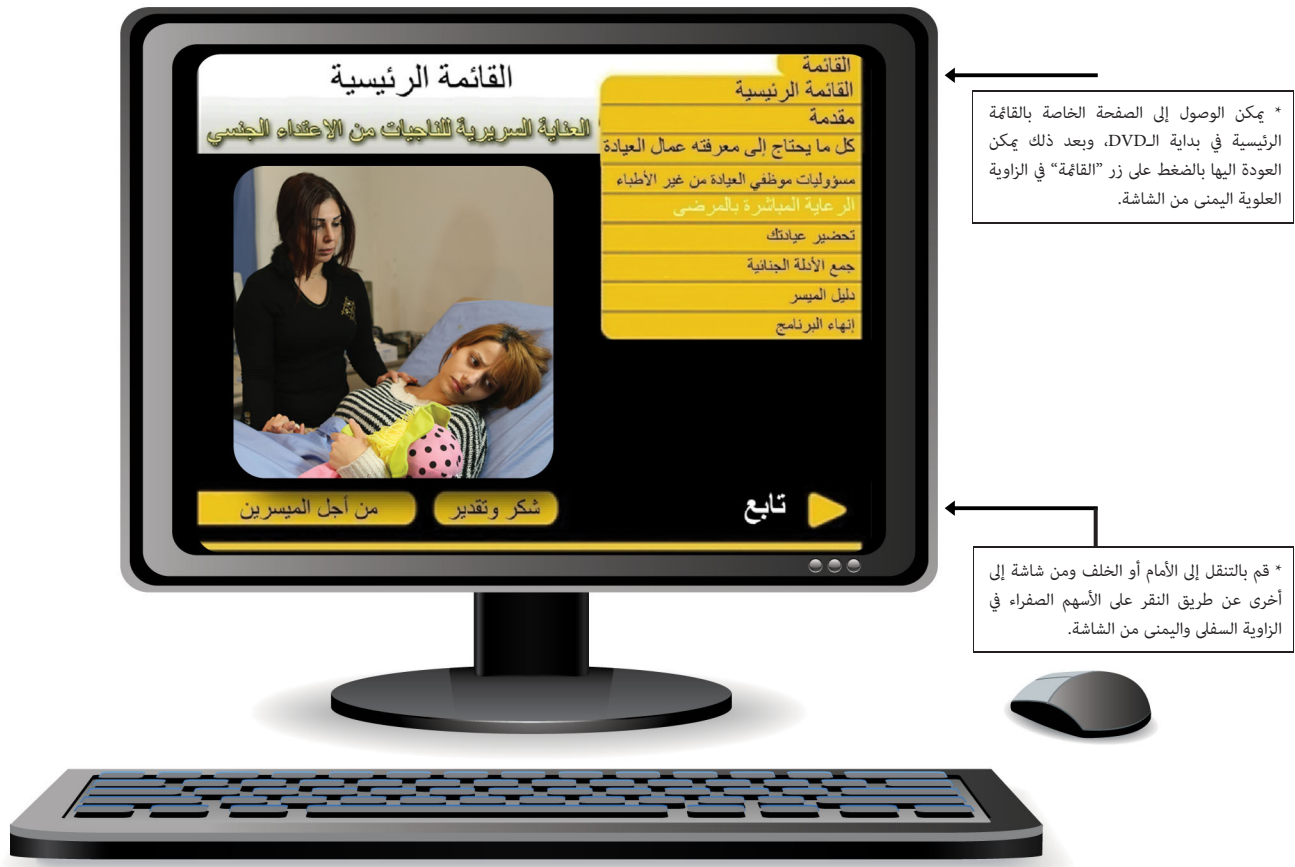 القائمة الرئيسية
العناية السريرية للناجيات من الاعتداء الجنسي
القائمة
القائمة الرئيسية
مقدمة
كل ما يحتاج إلى معرفته عمال العيادة
مسؤوليات موظفي العيادة من غير الأطباء
الرعاية المباشرة بالمرضى
تحضير عيادتك
جمع الأدلة الجنائية
دليل الميسر
إنهاء البرنامج
تابع
شكر وتقدير
من أجل الميسرين
* يمكن الوصول إلى الصفحة الخاصة بالقائمة
الرئيسية في بداية الـDVD، وبعد ذلك يمكن
العودة اليها بالضغط على زر "القائمة" في الزاوية
العلوية اليمنى من الشاشة.
* قم بالتنقل إلى الأمام أو الخلف ومن شاشة إلى
أخرى عن طريق النقر على الأسهم الصفراء في
الزاوية السفلى واليمنى من الشاشة.